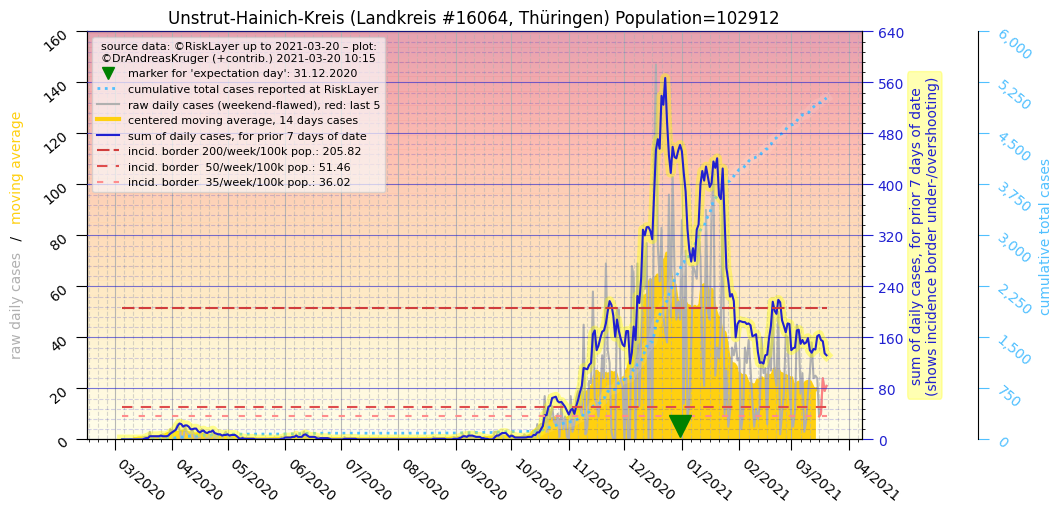 Unstrut-Hainich-Kreis (Landkreis #16064, Thüringen) Population=102912
source data: ©RiskLayer up to 2021-03-20 – plot:
©DrAndreasKruger (+contrib.) 2021-03-20 10:15
marker for 'expectation day': 31.12.2020
cumulative total cases reported at RiskLayer
raw daily cases (weekend-flawed), red: last 5
centered moving average, 14 days cases
sum of daily cases, for prior 7 days of date
incid. border 200/week/100k pop.: 205.82
incid. border  50/week/100k pop.: 51.46
incid. border  35/week/100k pop.: 36.02
raw daily cases / moving average
160
140
120
100
80
60
40
20
0
640
560
480
400
320
240
160
80
0
sum of daily cases, for prior 7 days of date
(shows incidence border under-/overshooting)
6,000
5,250
4,500
3,750
3,000
2,250
1,500
750
0
cumulative total cases
03/2020
04/2020
05/2020
06/2020
07/2020
08/2020
09/2020
10/2020
11/2020
12/2020
01/2021
02/2021
03/2021
04/2021